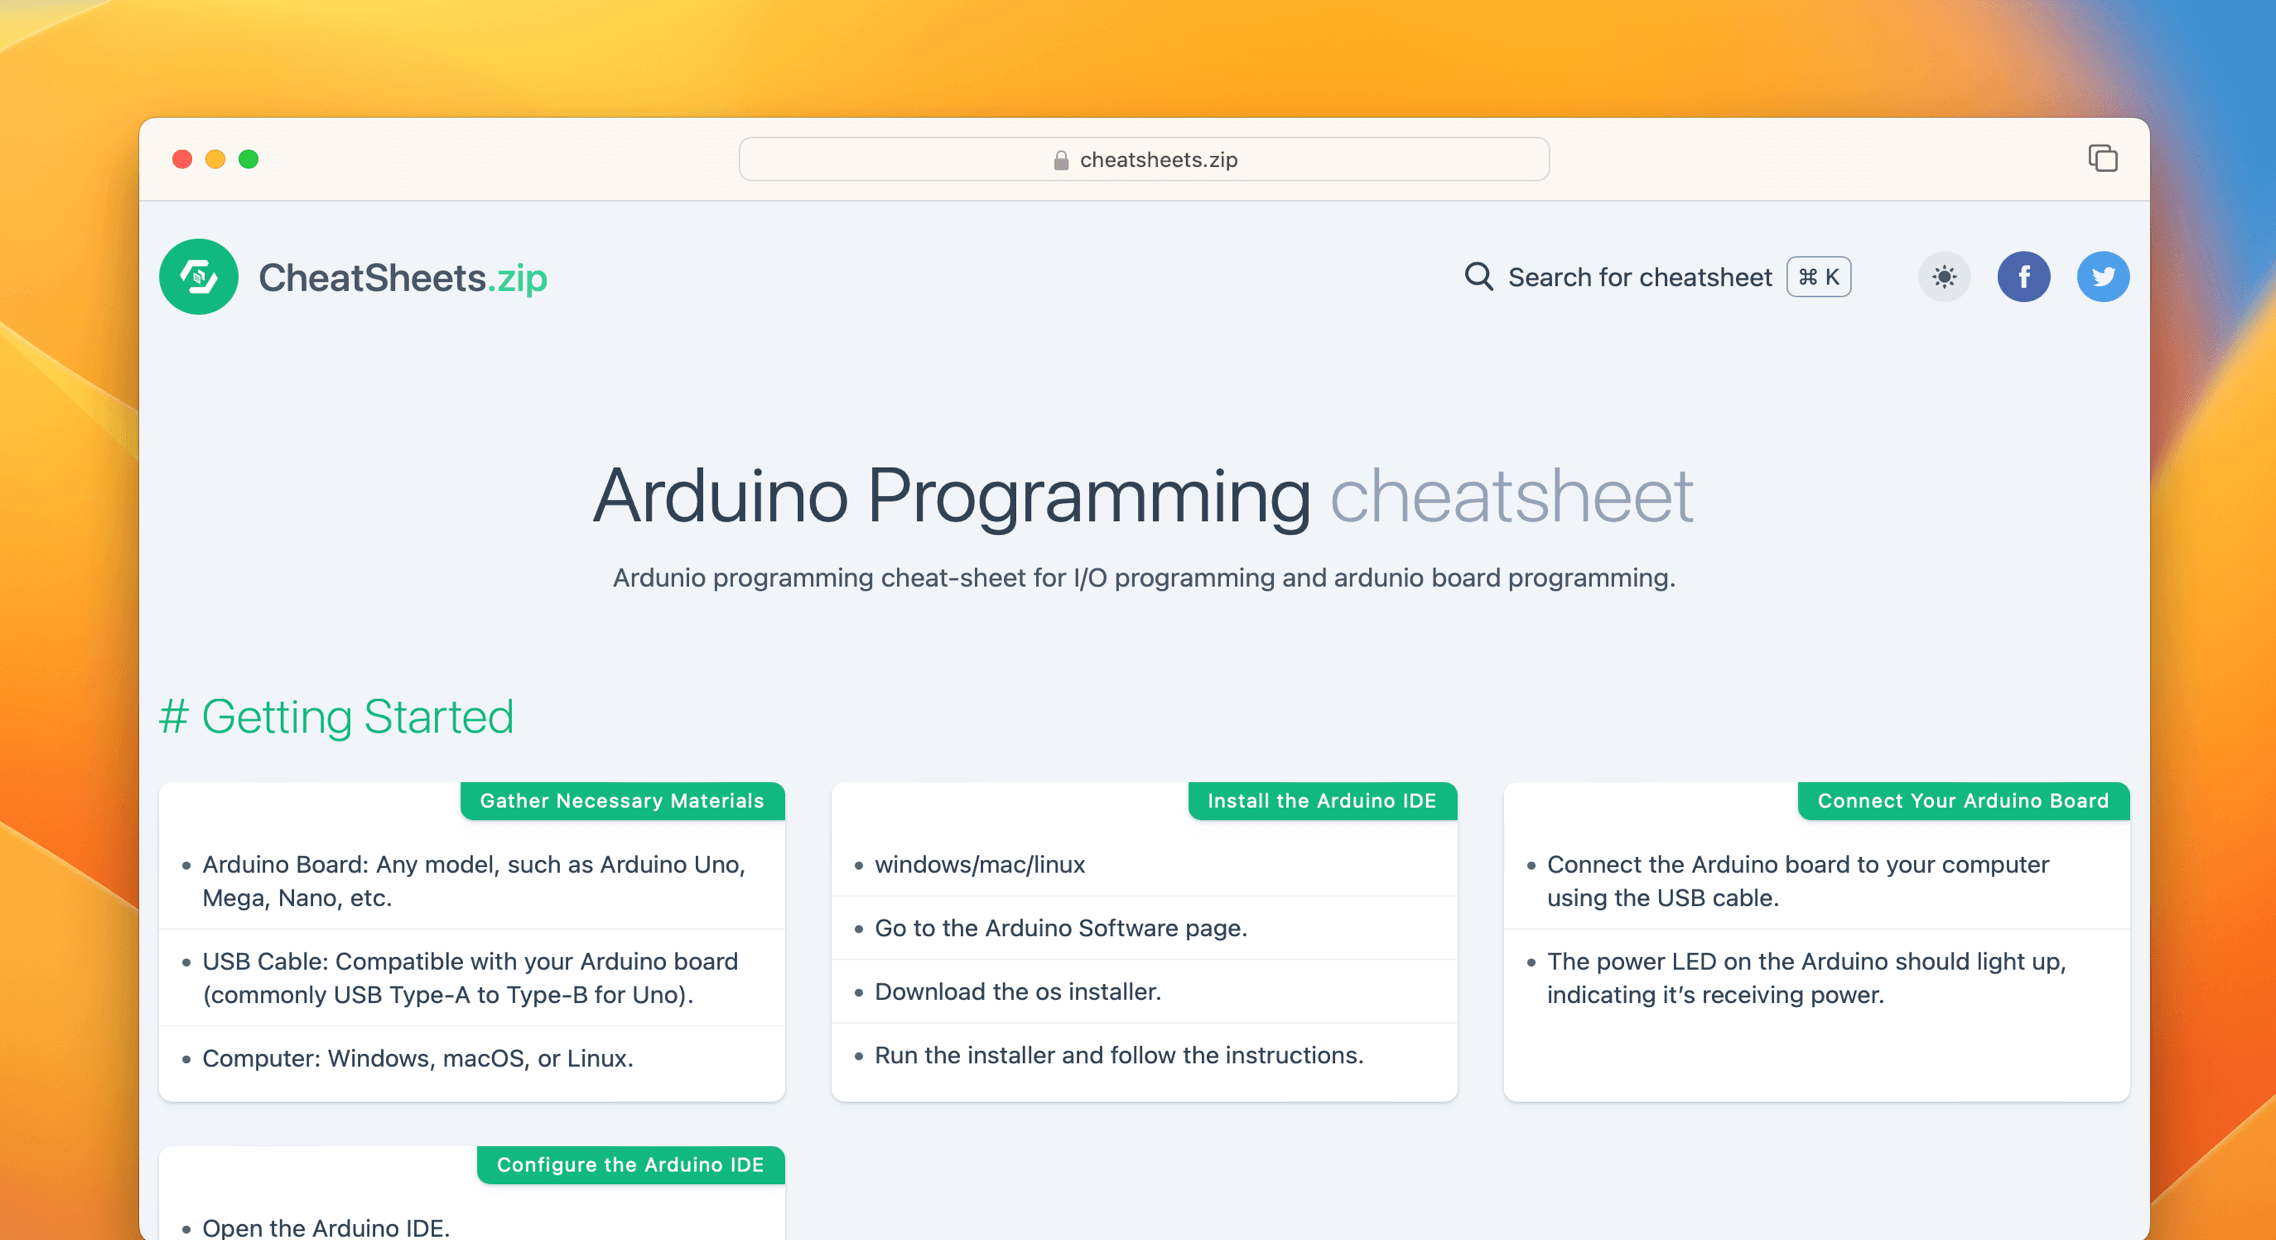 cheatsheets.zip
CheatSheets.zip
Search for cheatsheet ⌘ K
Arduino Programming cheatsheet
Ardunio programming cheat-sheet for I/O programming and ardunio board programming.
# Getting Started
Gather Necessary Materials
• Arduino Board: Any model, such as Arduino Uno,
Mega, Nano, etc.
• USB Cable: Compatible with your Arduino board
(commonly USB Type-A to Type-B for Uno).
• Computer: Windows, macOS, or Linux.
Install the Arduino IDE
• windows/mac/linux
• Go to the Arduino Software page.
• Download the os installer.
• Run the installer and follow the instructions.
Connect Your Arduino Board
• Connect the Arduino board to your computer
using the USB cable.
• The power LED on the Arduino should light up,
indicating it’s receiving power.
Configure the Arduino IDE
• Open the Arduino IDE.